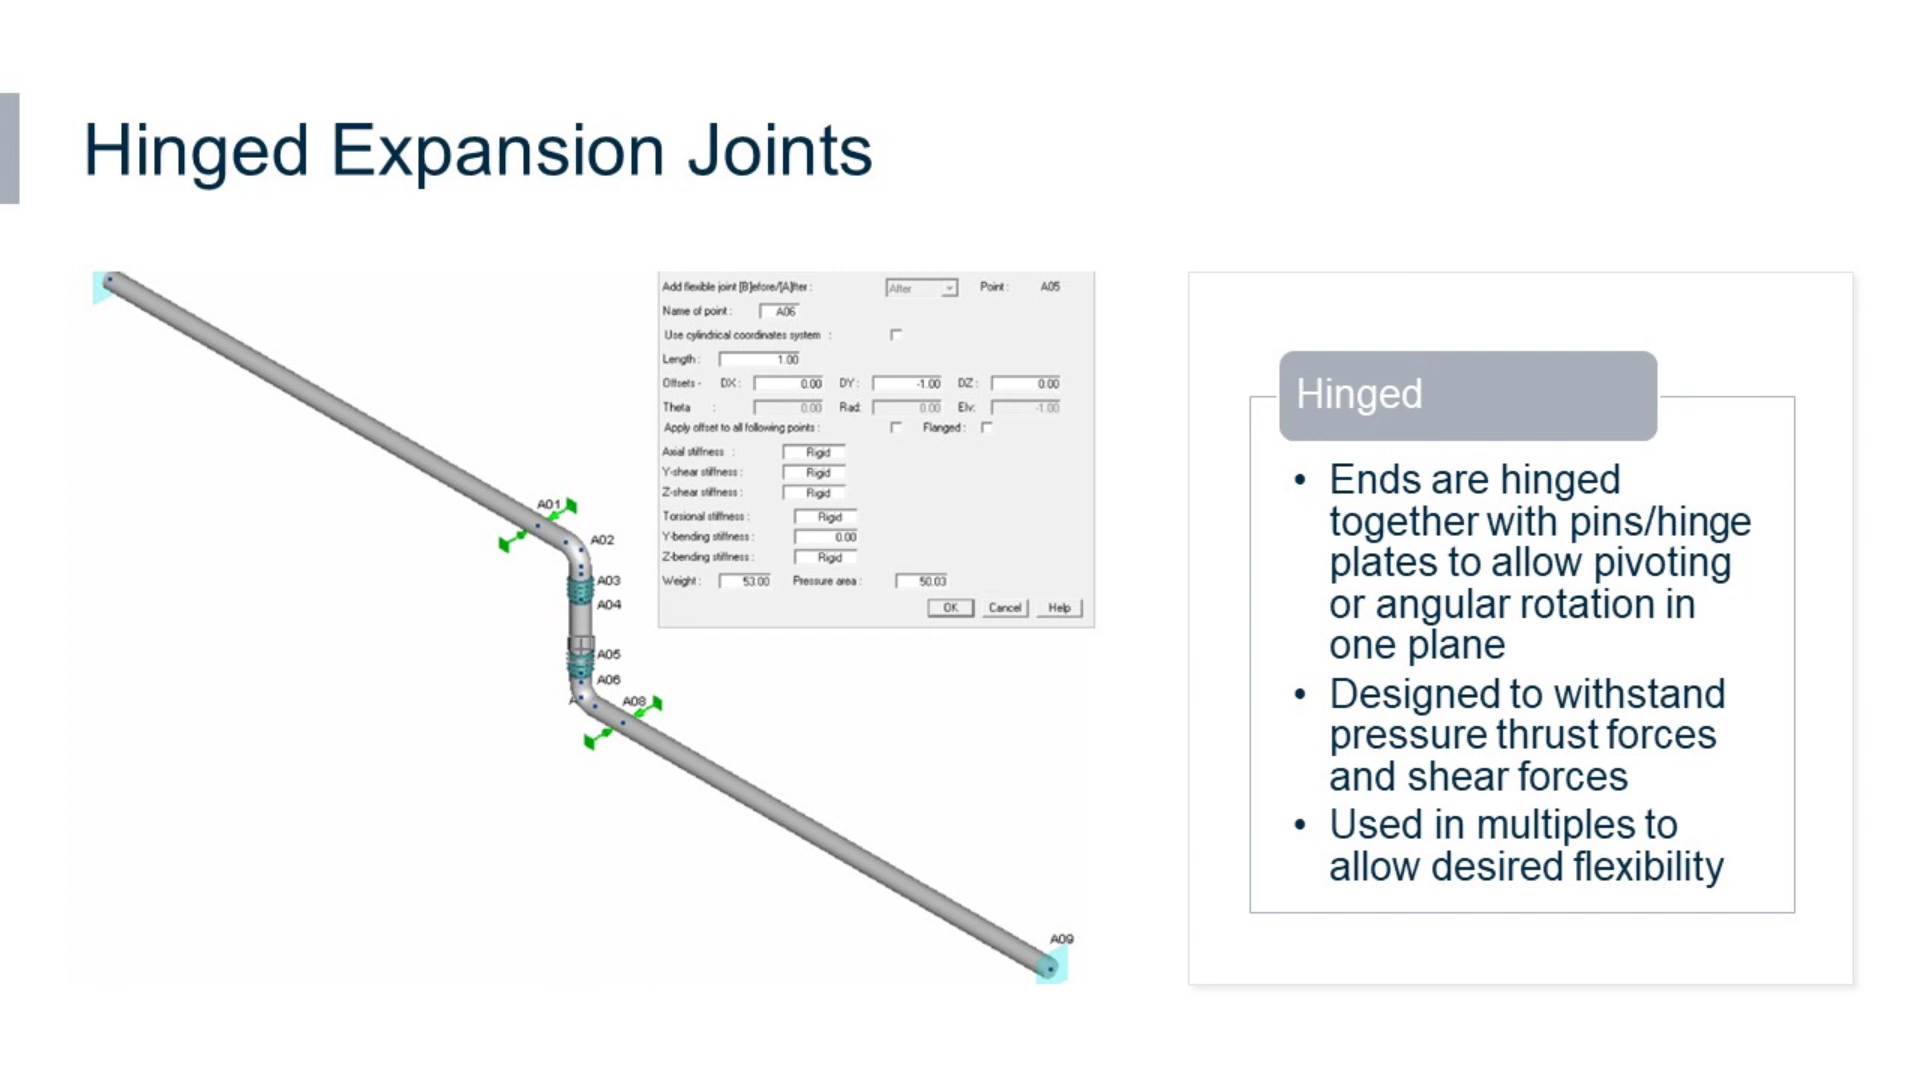 Hinged Expansion Joints
A01
A02
A03
A04
A05
A06
A08
A09
Add flexible joint [B]efore/[A]fter : After Point : A05
Name of point : A06
Use cylindrical coordinates system :
Length : 1.00
Offsets - DX : 0.00 DY : -1.00 DZ : 0.00
Theta : 0.00 Rad: 0.00 Elv: -1.00
Apply offset to all following points : Flanged :
Axial stiffness : Rigid
Y-shear stiffness : Rigid
Z-shear stiffness : Rigid
Torsional stiffness : Rigid
Y-bending stiffness : 0.00
Z-bending stiffness : Rigid
Weight : 53.00 Pressure area : 50.03
OK Cancel Help
Hinged
• Ends are hinged
together with pins/hinge
plates to allow pivoting
or angular rotation in
one plane
• Designed to withstand
pressure thrust forces
and shear forces
• Used in multiples to
allow desired flexibility